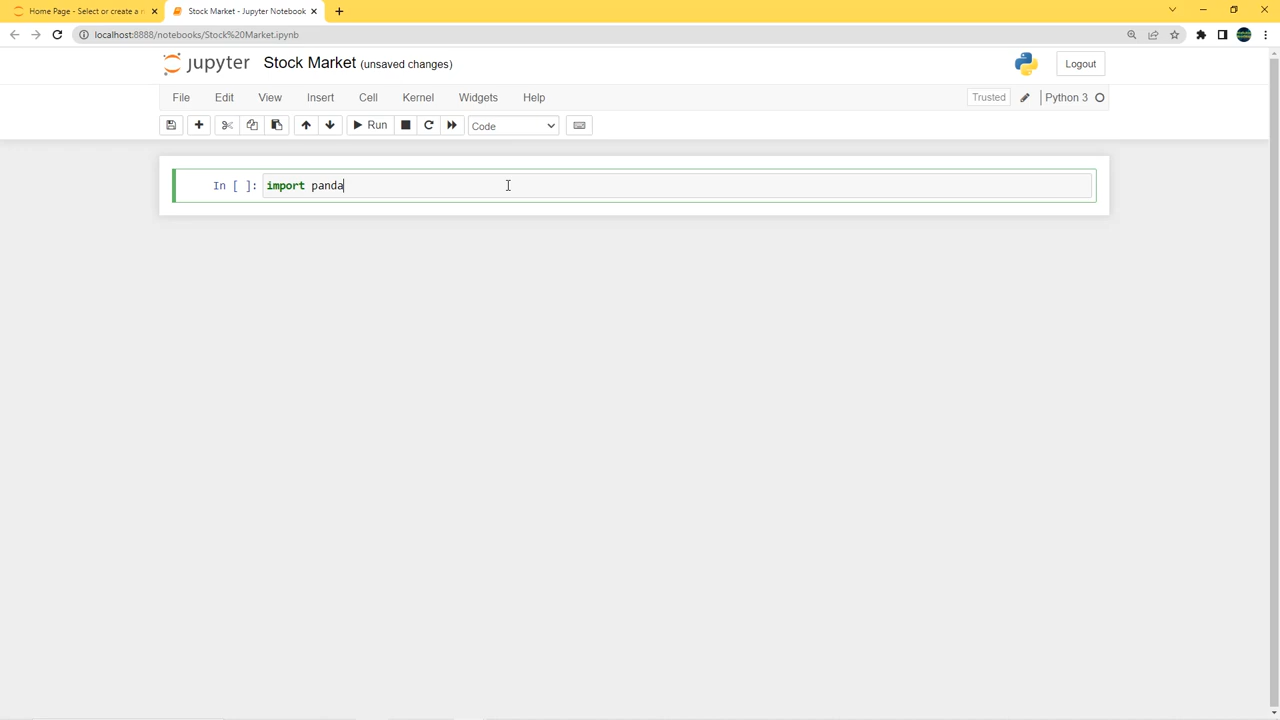 Home Page - Select or create a n
Stock Market - Jupyter Notebook
localhost:8888/notebooks/Stock%20Market.ipynb
jupyter Stock Market (unsaved changes) Logout
File Edit View Insert Cell Kernel Widgets Help Trusted Python 3
Run Code
In [ ]: import panda